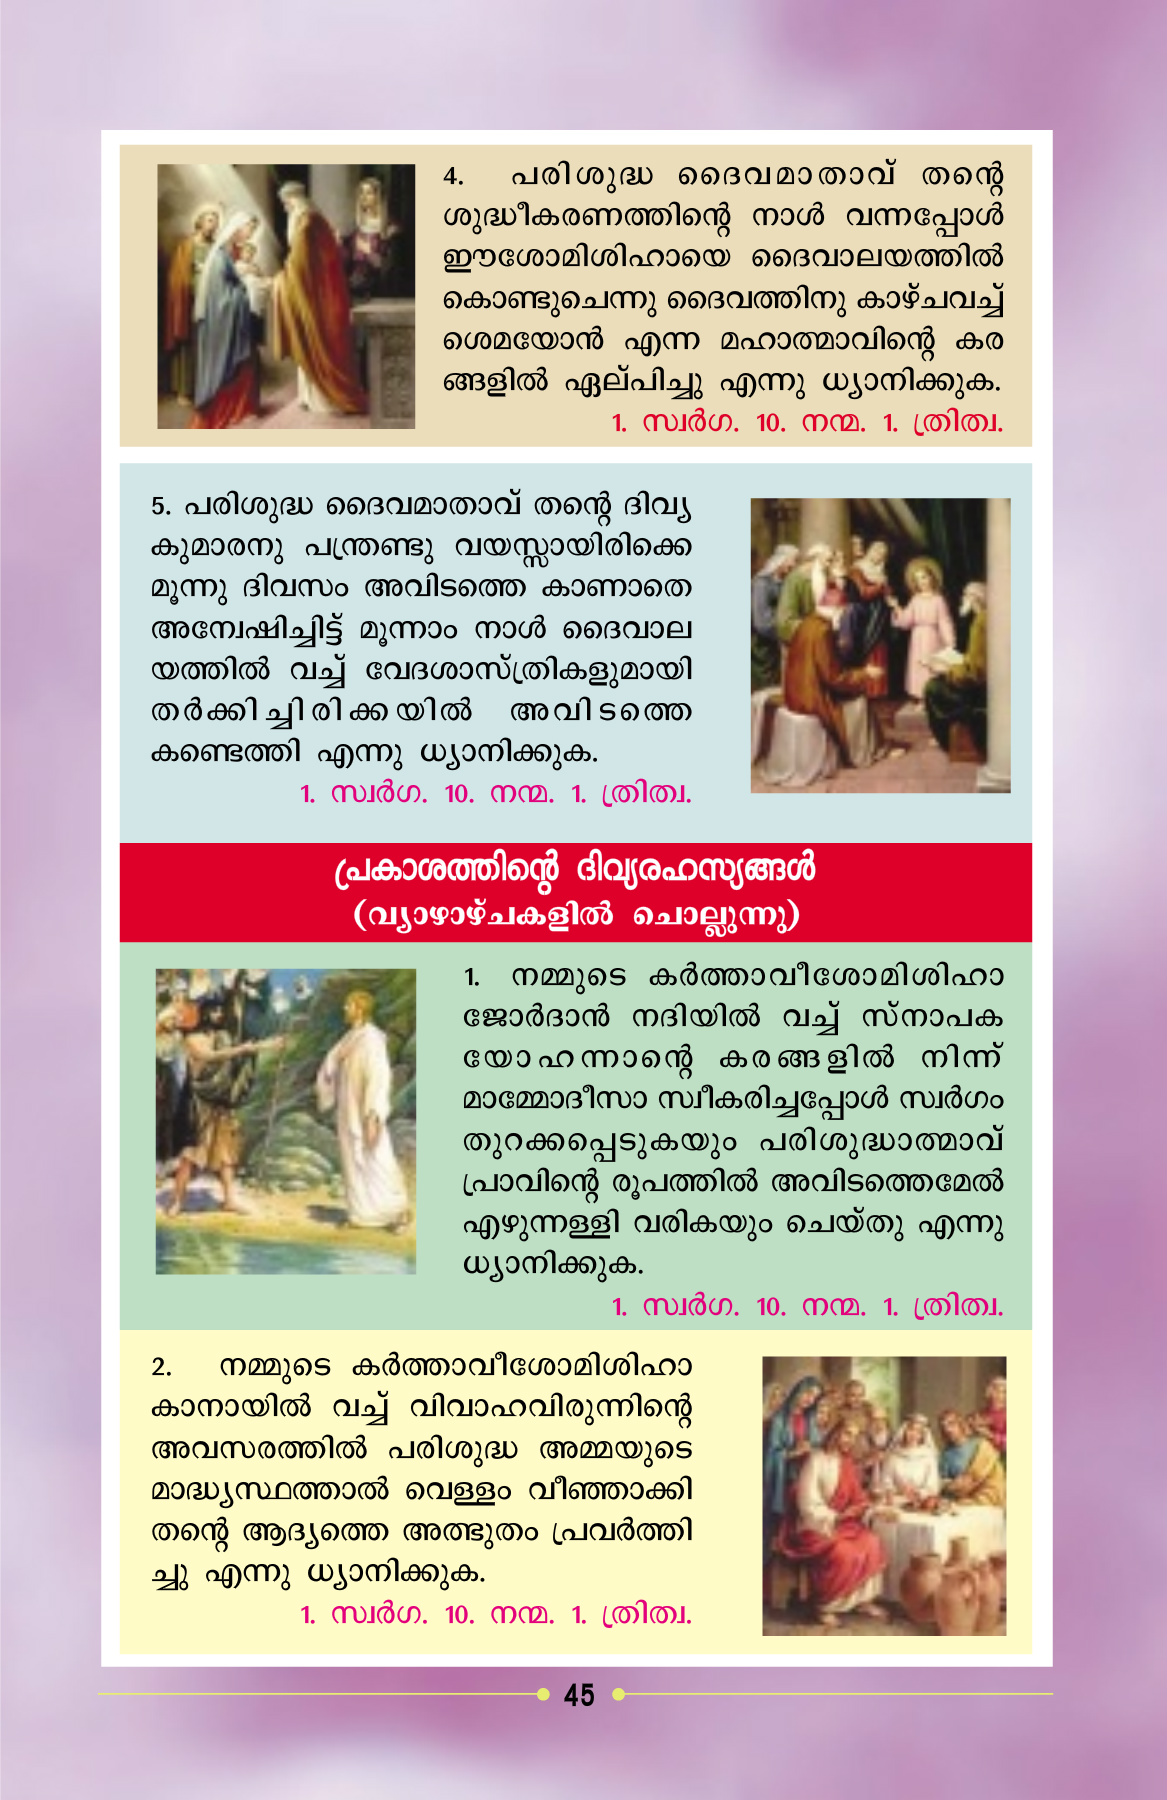 4. പരിശുദ്ധ ദൈവമാതാവ് തന്റെ
ശുദ്ധീകരണത്തിന്റെ നാൾ വന്നപ്പോൾ
ഈശോമിശിഹായെ ദൈവാലയത്തിൽ
കൊണ്ടുചെന്നു ദൈവത്തിനു കാഴ്ചവച്ച്
ശെമയോൻ എന്ന മഹാത്മാവിന്റെ കര
ങ്ങളിൽ ഏല്പിച്ചു എന്നു ധ്യാനിക്കുക.
1. സ്വർഗ. 10. നന്മ. 1. ത്രിത്വ.
5. പരിശുദ്ധ ദൈവമാതാവ് തന്റെ ദിവ്യ
കുമാരനു പന്ത്രണ്ടു വയസ്സായിരിക്കെ
മൂന്നു ദിവസം അവിടത്തെ കാണാതെ
അന്വേഷിച്ചിട്ട് മൂന്നാം നാൾ ദൈവാല
യത്തിൽ വച്ച് വേദശാസ്ത്രികളുമായി
തർക്കിച്ചിരിക്കയിൽ അവിടത്തെ
കണ്ടെത്തി എന്നു ധ്യാനിക്കുക.
1. സ്വർഗ. 10. നന്മ. 1. ത്രിത്വ.
പ്രകാശത്തിന്റെ ദിവ്യരഹസ്യങ്ങൾ
(വ്യാഴാഴ്ചകളിൽ ചൊല്ലുന്നു)
1. നമ്മുടെ കർത്താവീശോമിശിഹാ
ജോർദാൻ നദിയിൽ വച്ച് സ്നാപക
യോഹന്നാന്റെ കരങ്ങളിൽ നിന്ന്
മാമ്മോദീസാ സ്വീകരിച്ചപ്പോൾ സ്വർഗം
തുറക്കപ്പെടുകയും പരിശുദ്ധാത്മാവ്
പ്രാവിന്റെ രൂപത്തിൽ അവിടത്തെമേൽ
എഴുന്നള്ളി വരികയും ചെയ്തു എന്നു
ധ്യാനിക്കുക.
1. സ്വർഗ. 10. നന്മ. 1. ത്രിത്വ.
2. നമ്മുടെ കർത്താവീശോമിശിഹാ
കാനായിൽ വച്ച് വിവാഹവിരുന്നിന്റെ
അവസരത്തിൽ പരിശുദ്ധ അമ്മയുടെ
മാദ്ധ്യസ്ഥത്താൽ വെള്ളം വീഞ്ഞാക്കി
തന്റെ ആദ്യത്തെ അത്ഭുതം പ്രവർത്തി
ച്ചു എന്നു ധ്യാനിക്കുക.
1. സ്വർഗ. 10. നന്മ. 1. ത്രിത്വ.
45